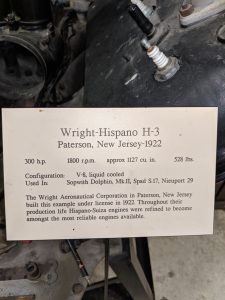 Wright-Hispano H-3
Paterson, New Jersey-1922
300 h.p. 1800 r.p.m. approx 1127 cu. in. 528 lbs.
Configuration: V-8, liquid cooled
Used In: Sopwith Dolphin, Mk.II, Spad S.17, Nieuport 29
The Wright Aeronautical Corporation in Paterson, New Jersey
built this example under license in 1922. Throughout their
production life Hispano-Suiza engines were refined to become
amongst the most reliable engines available.